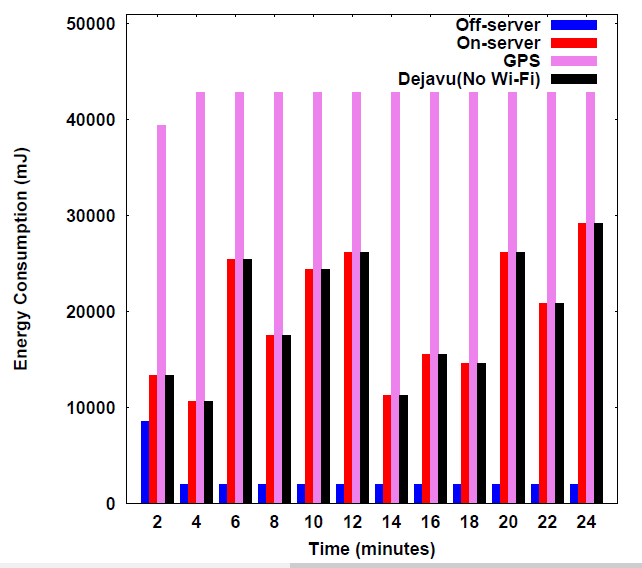 Off-server
On-server
GPS
Dejavu(No Wi-Fi)
50000
40000
30000
20000
10000
0
Energy Consumption (mJ)
2 4 6 8 10 12 14 16 18 20 22 24
Time (minutes)